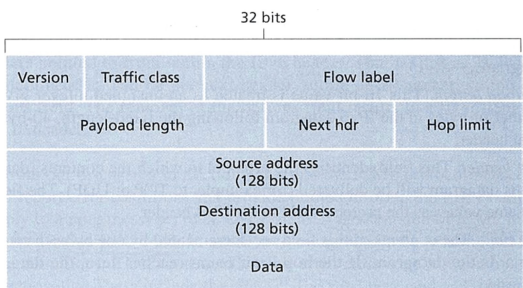 32 bits
Version Traffic class Flow label
Payload length Next hdr Hop limit
Source address
(128 bits)
Destination address
(128 bits)
Data